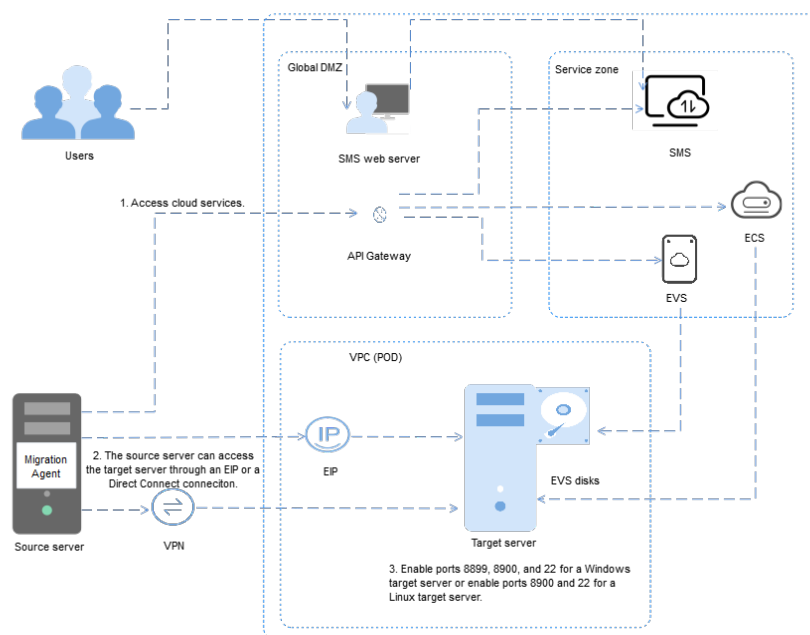 Global DMZ
Service zone
Users
SMS web server
SMS
1. Access cloud services.
API Gateway
ECS
EVS
VPC (POD)
Migration
Agent
2. The source server can access
the target server through an EIP or a
Direct Connect conneciton.
IP
EIP
EVS disks
Source server
VPN
Target server
3. Enable ports 8899, 8900, and 22 for a Windows
target server or enable ports 8900 and 22 for a
Linux target server.